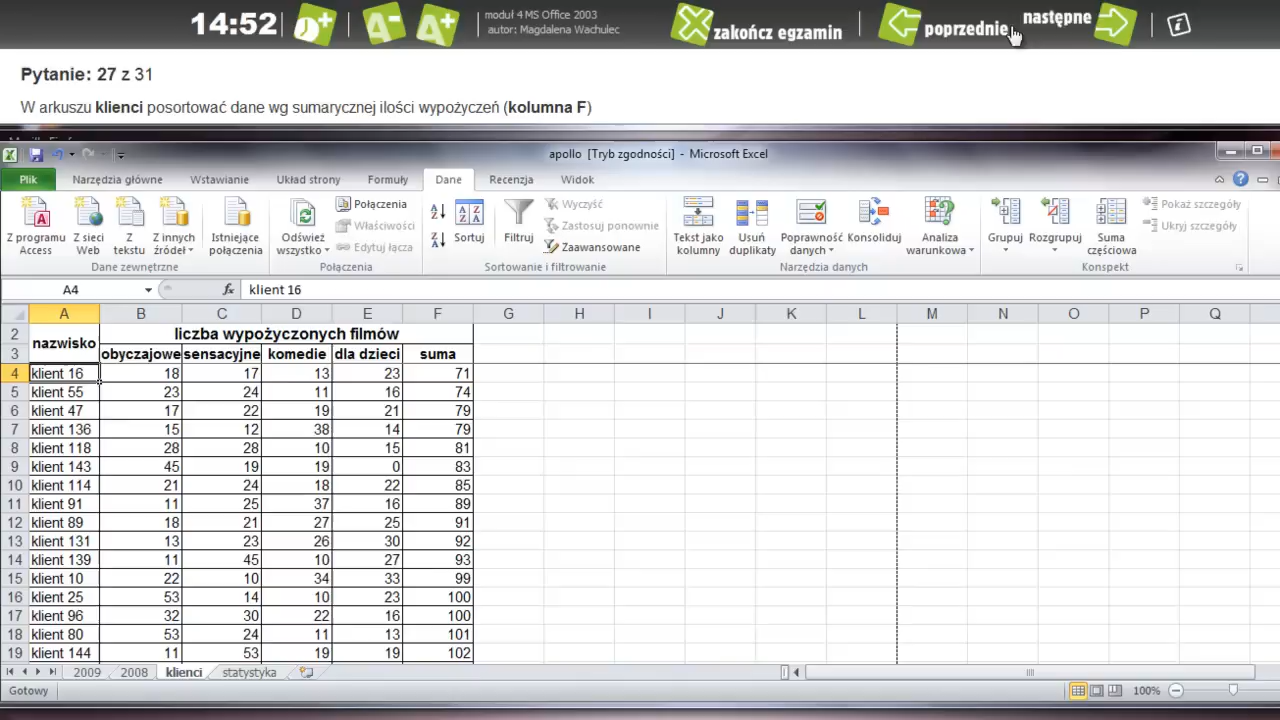 14:52
A- A+
moduł 4 MS Office 2003
autor: Magdalena Wachulec
zakończ egzamin
poprzednie
następne
Pytanie: 27 z 31
W arkuszu klienci posortować dane wg sumarycznej ilości wypożyczeń (kolumna F)
apollo [Tryb zgodności] - Microsoft Excel
Plik Narzędzia główne Wstawianie Układ strony Formuły Dane Recenzja Widok
Z programu Access
Z sieci Web
Z tekstu
Z innych źródeł
Istniejące połączenia
Dane zewnętrzne
Odśwież wszystko
Połączenia
Właściwości
Edytuj łącza
Połączenia
Sortuj
Filtruj
Wyczyść
Zastosuj ponownie
Zaawansowane
Sortowanie i filtrowanie
Tekst jako kolumny
Usuń duplikaty
Poprawność danych
Konsoliduj
Analiza warunkowa
Narzędzia danych
Grupuj
Rozgrupuj
Suma częściowa
Pokaż szczegóły
Ukryj szczegóły
Konspekt
A4 fx klient 16
A B C D E F G H I J K L M N O P Q
2 nazwisko liczba wypożyczonych filmów
3 obyczajowe sensacyjne komedie dla dzieci suma
4 klient 16 18 17 13 23 71
5 klient 55 23 24 11 16 74
6 klient 47 17 22 19 21 79
7 klient 136 15 12 38 14 79
8 klient 118 28 28 10 15 81
9 klient 143 45 19 19 0 83
10 klient 114 21 24 18 22 85
11 klient 91 11 25 37 16 89
12 klient 89 18 21 27 25 91
13 klient 131 13 23 26 30 92
14 klient 139 11 45 10 27 93
15 klient 10 22 10 34 33 99
16 klient 25 53 14 10 23 100
17 klient 96 32 30 22 16 100
18 klient 80 53 24 11 13 101
19 klient 144 11 53 19 19 102
2009 2008 klienci statystyka
Gotowy 100%